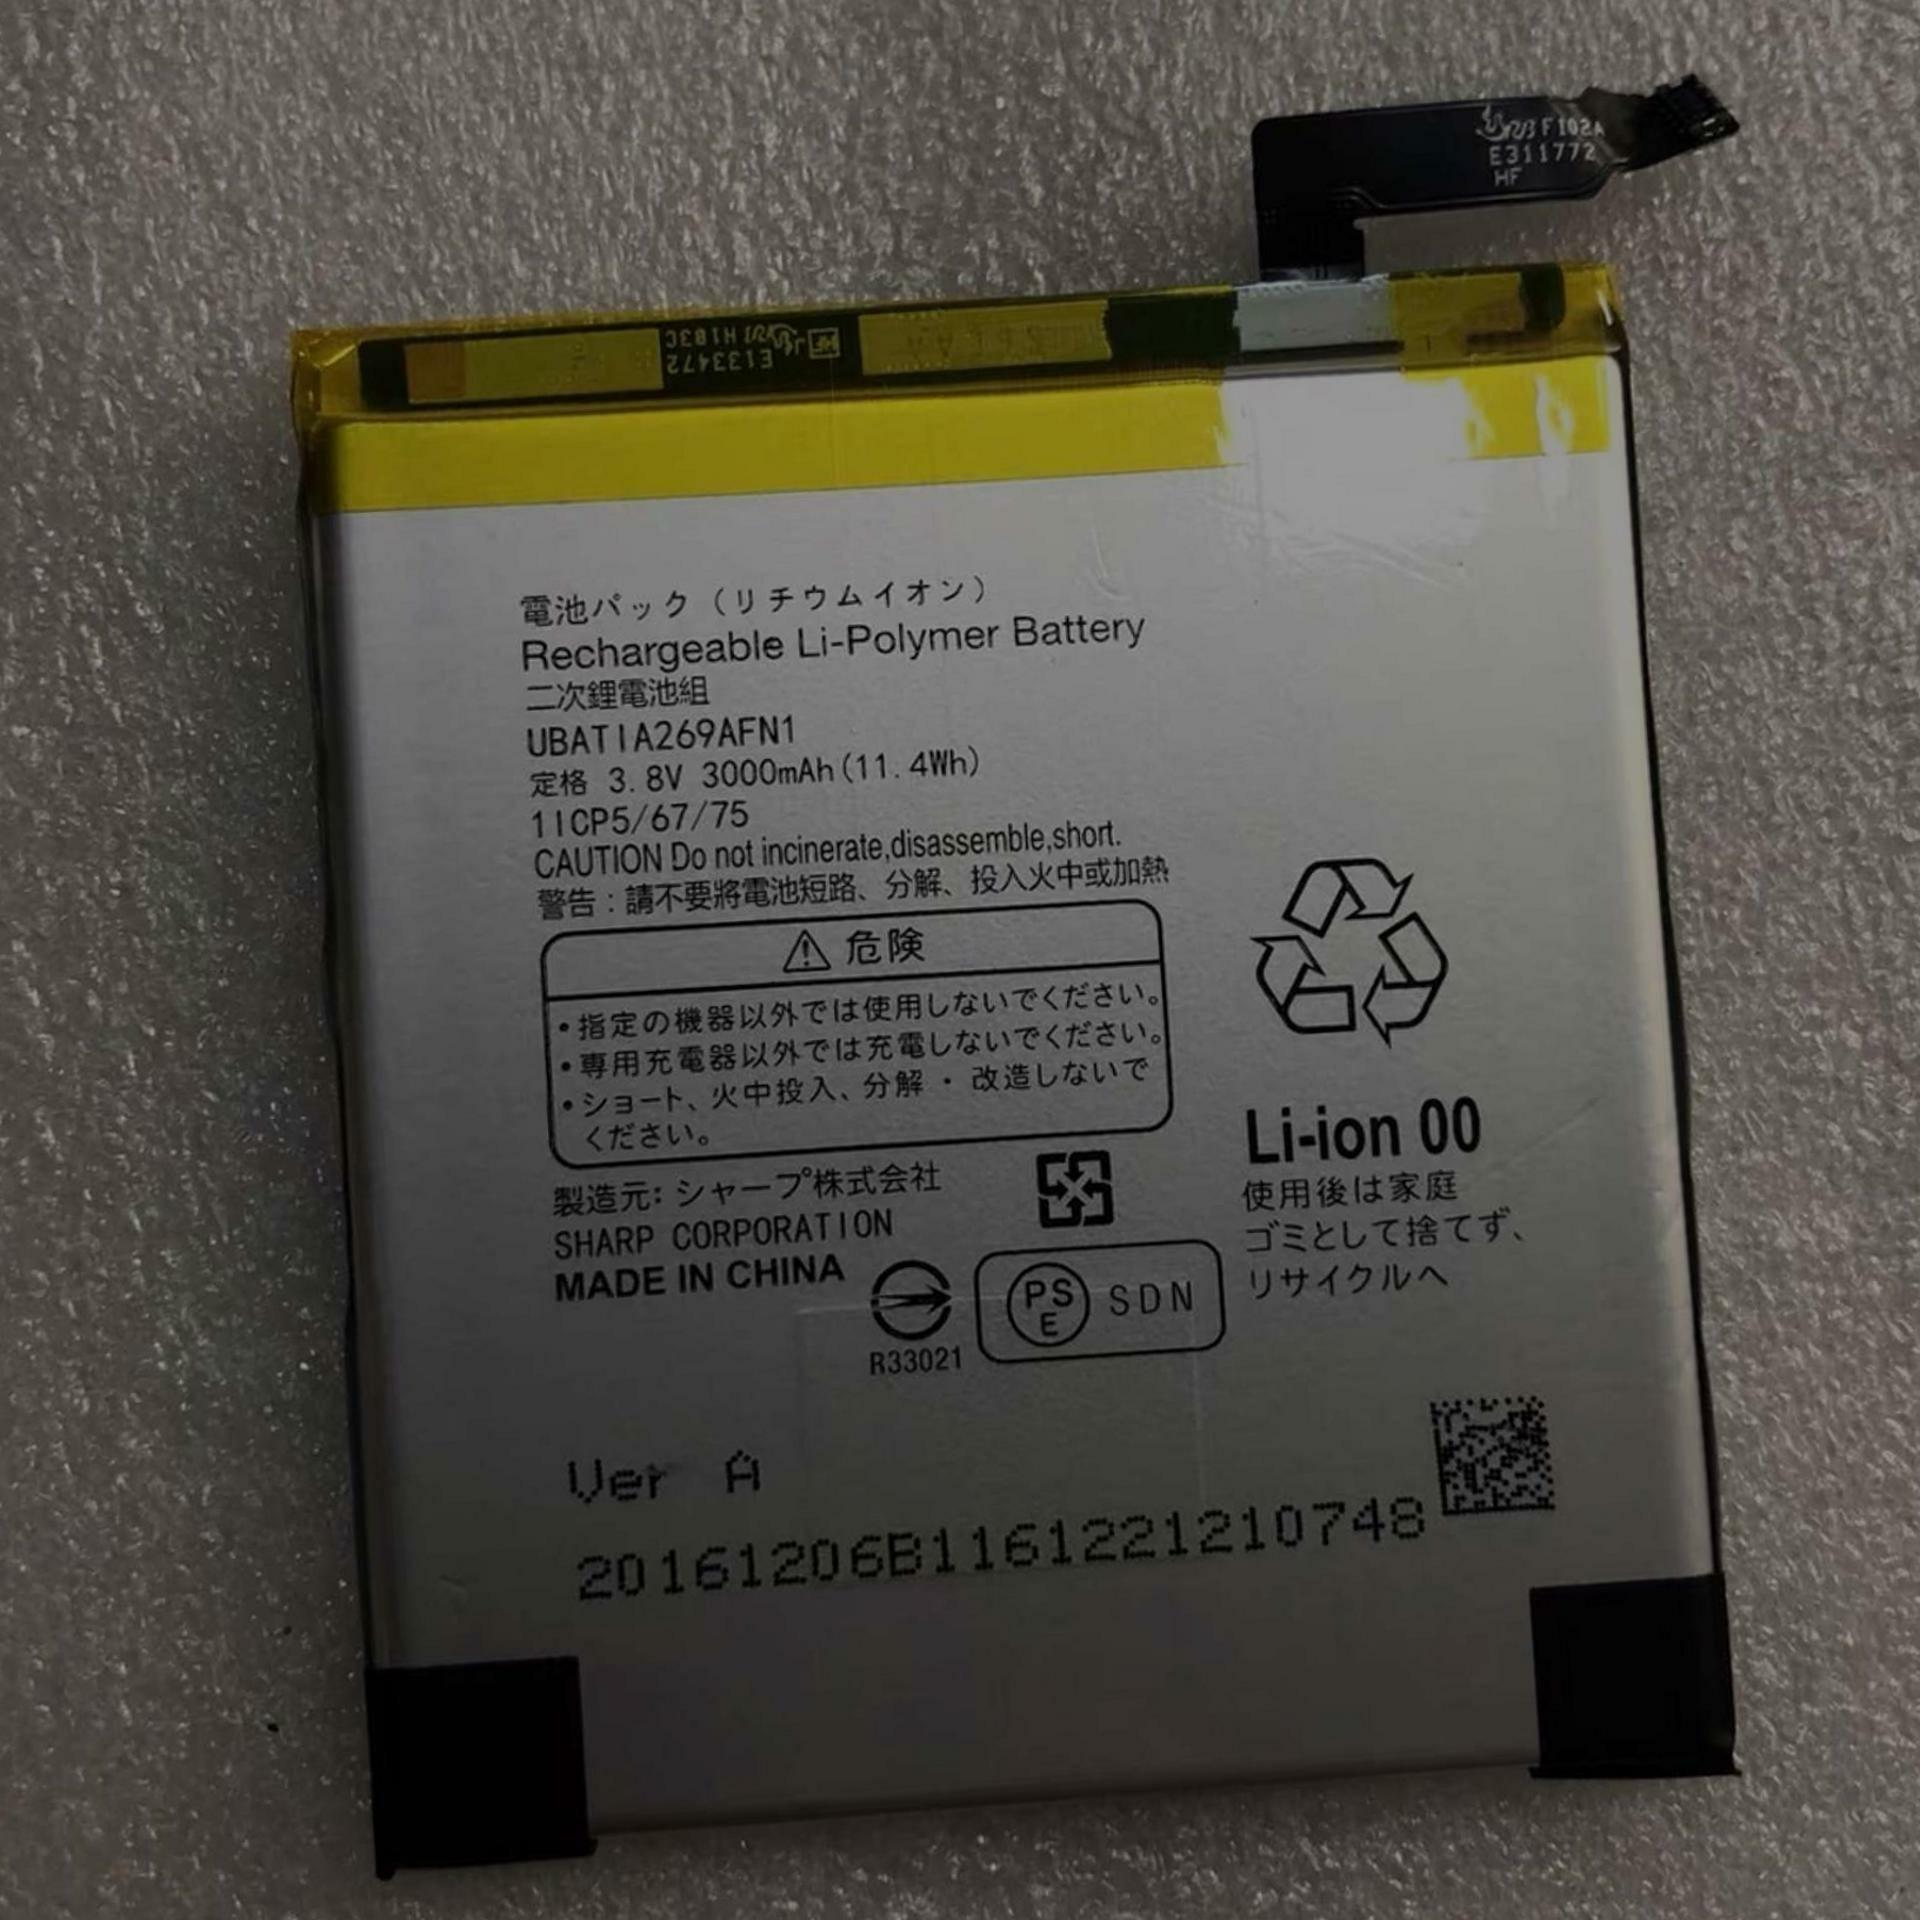 F102A
E311772
HF
H183C
E133472
電池パック（リチウムイオン）
Rechargeable Li-Polymer Battery
二次鋰電池組
UBATIA269AFN1
定格 3.8V 3000mAh(11.4Wh)
1ICP5/67/75
CAUTION Do not incinerate,disassemble,short.
警告：請不要將電池短路、分解、投入火中或加熱
⚠ 危険
・指定の機器以外では使用しないでください。
・専用充電器以外では充電しないでください。
・ショート、火中投入、分解・改造しないで
ください。
製造元: シャープ株式会社
SHARP CORPORATION
MADE IN CHINA
R33021
PSE SDN
Li-ion 00
使用後は家庭
ゴミとして捨てず、
リサイクルへ
Ver A
20161206B1161221210748